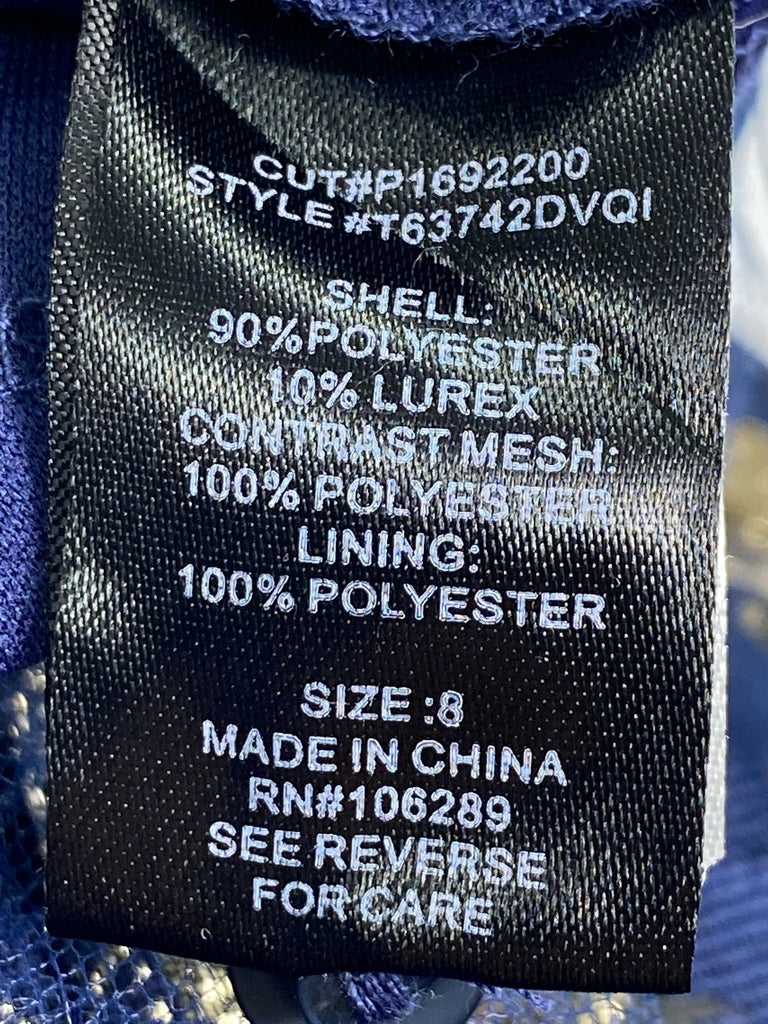 CUT#P1692200
STYLE #T63742DVQI
SHELL:
90%POLYESTER
10% LUREX
CONTRAST MESH:
100% POLYESTER
LINING:
100% POLYESTER
SIZE :8
MADE IN CHINA
RN#106289
SEE REVERSE
FOR CARE